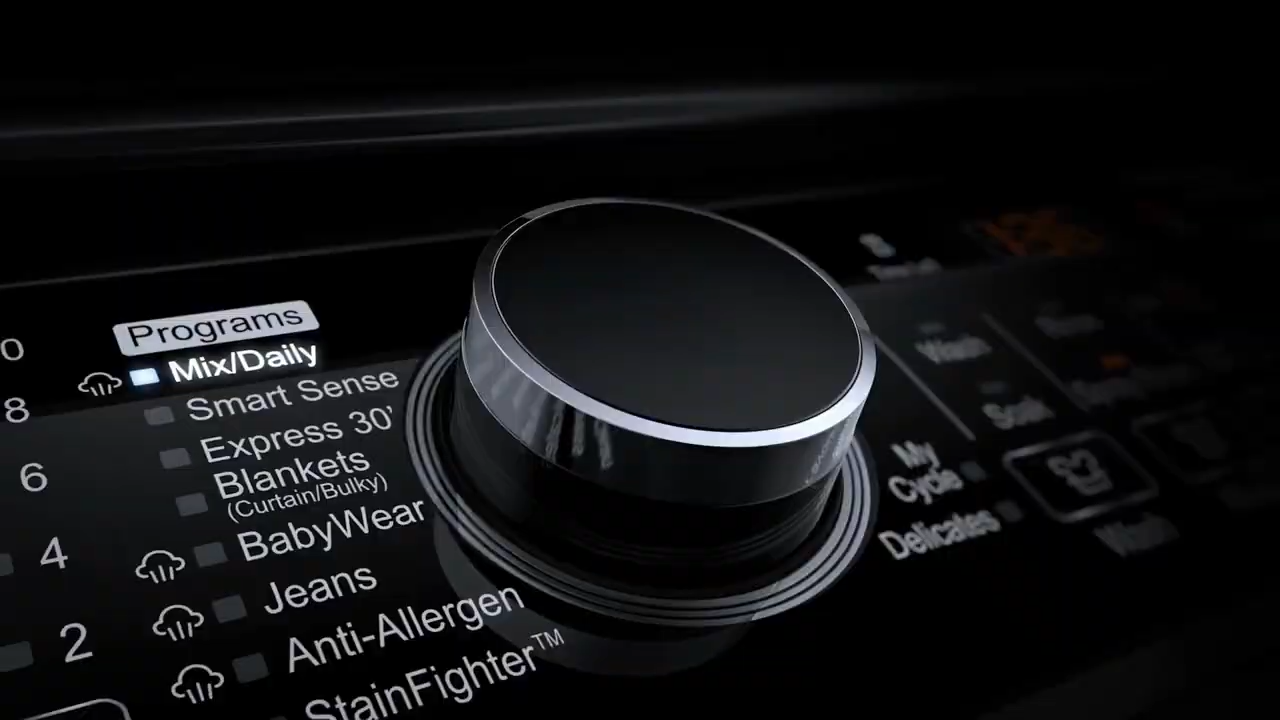 Programs
Mix/Daily
Smart Sense
Express 30'
Blankets
(Curtain/Bulky)
BabyWear
Jeans
Anti-Allergen
StainFighter™
0
8
6
4
2
My
Cycle
Delicates
Wash
Soak
Wash